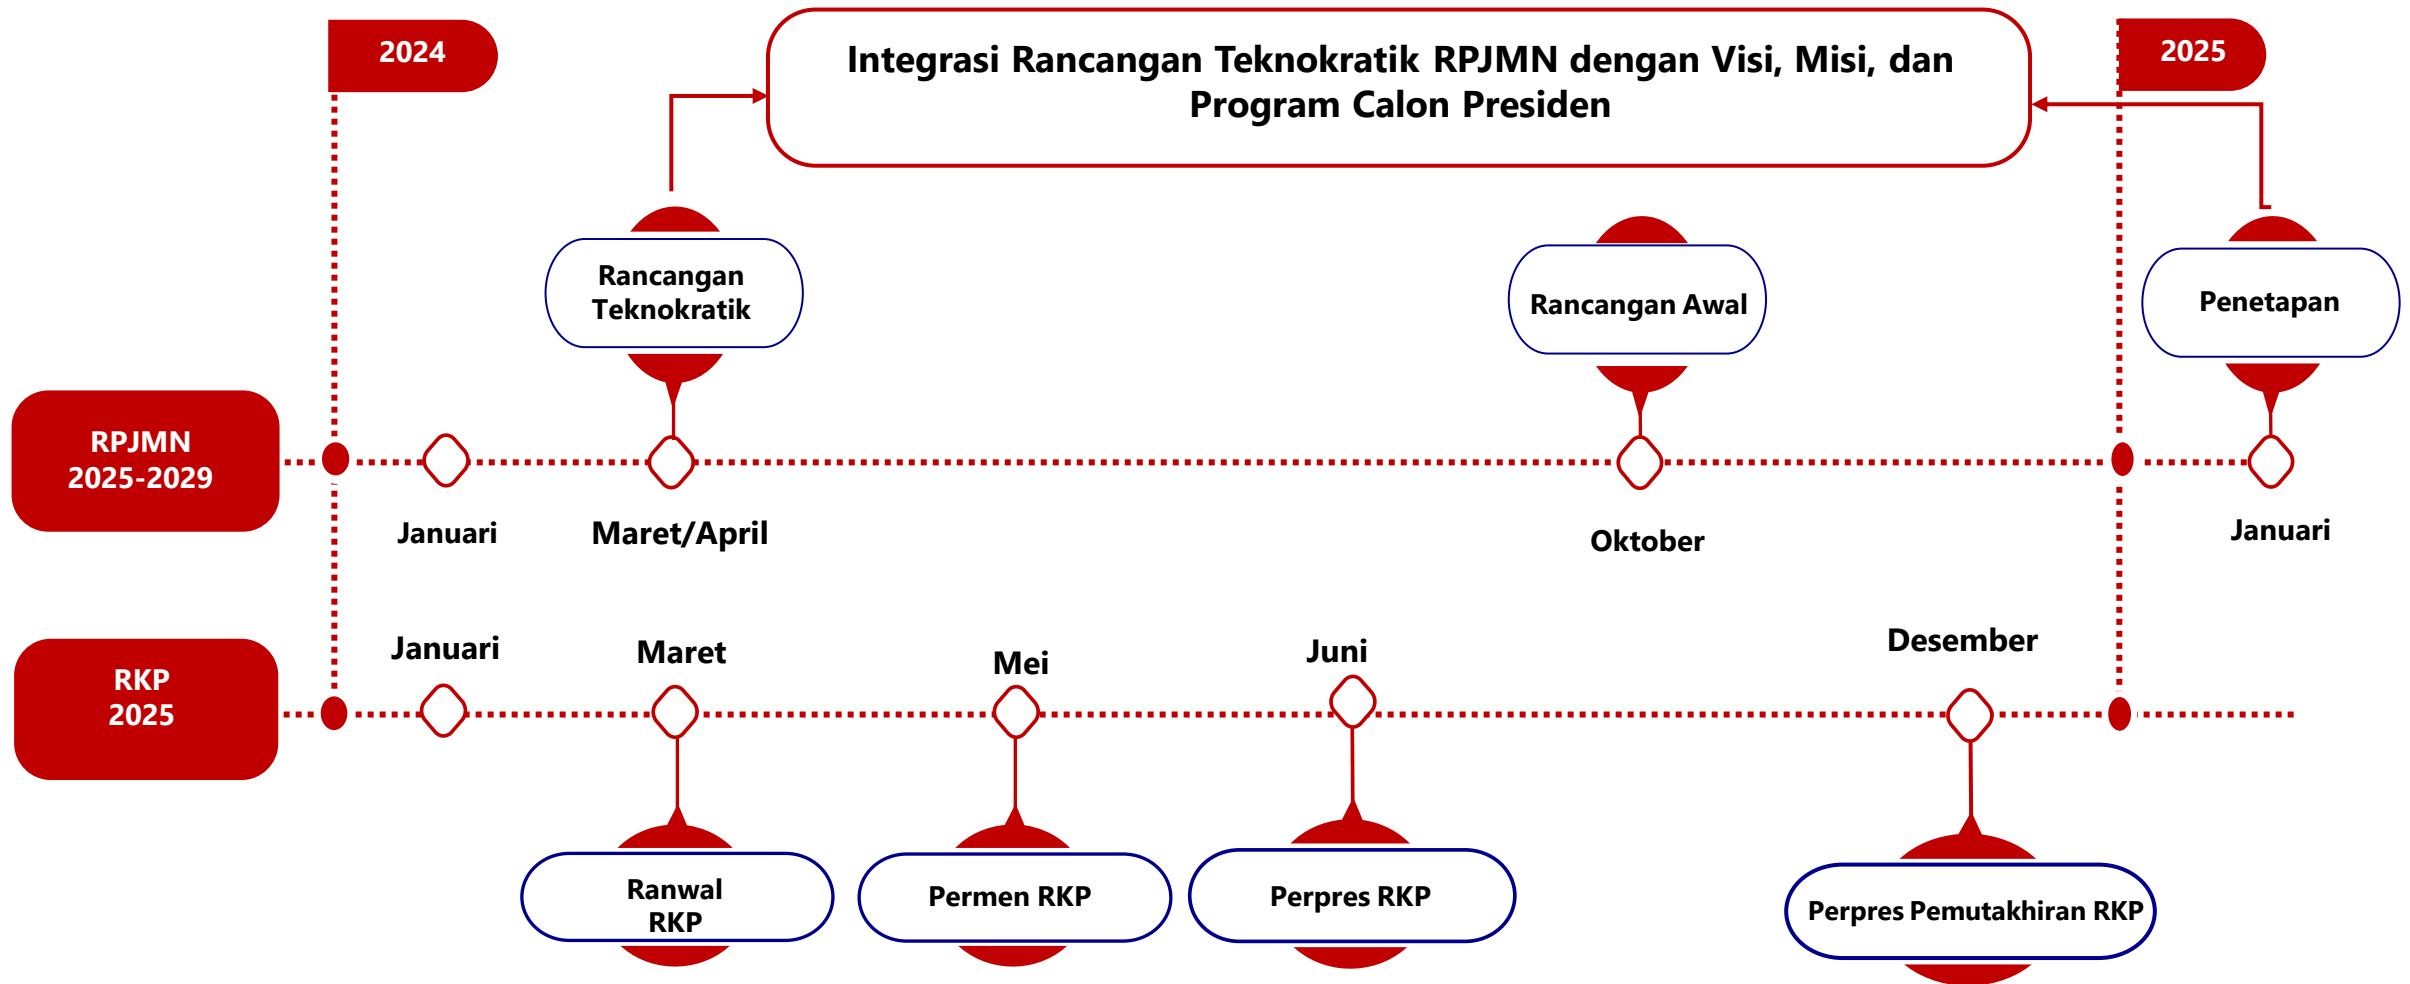 2024
Integrasi Rancangan Teknokratik RPJMN dengan Visi, Misi, dan
Program Calon Presiden
2025
Rancangan
Teknokratik
Rancangan Awal
Penetapan
RPJMN
2025-2029
Januari
Maret/April
Oktober
Januari
RKP
2025
Januari
Maret
Mei
Juni
Desember
Ranwal
RKP
Permen RKP
Perpres RKP
Perpres Pemutakhiran RKP